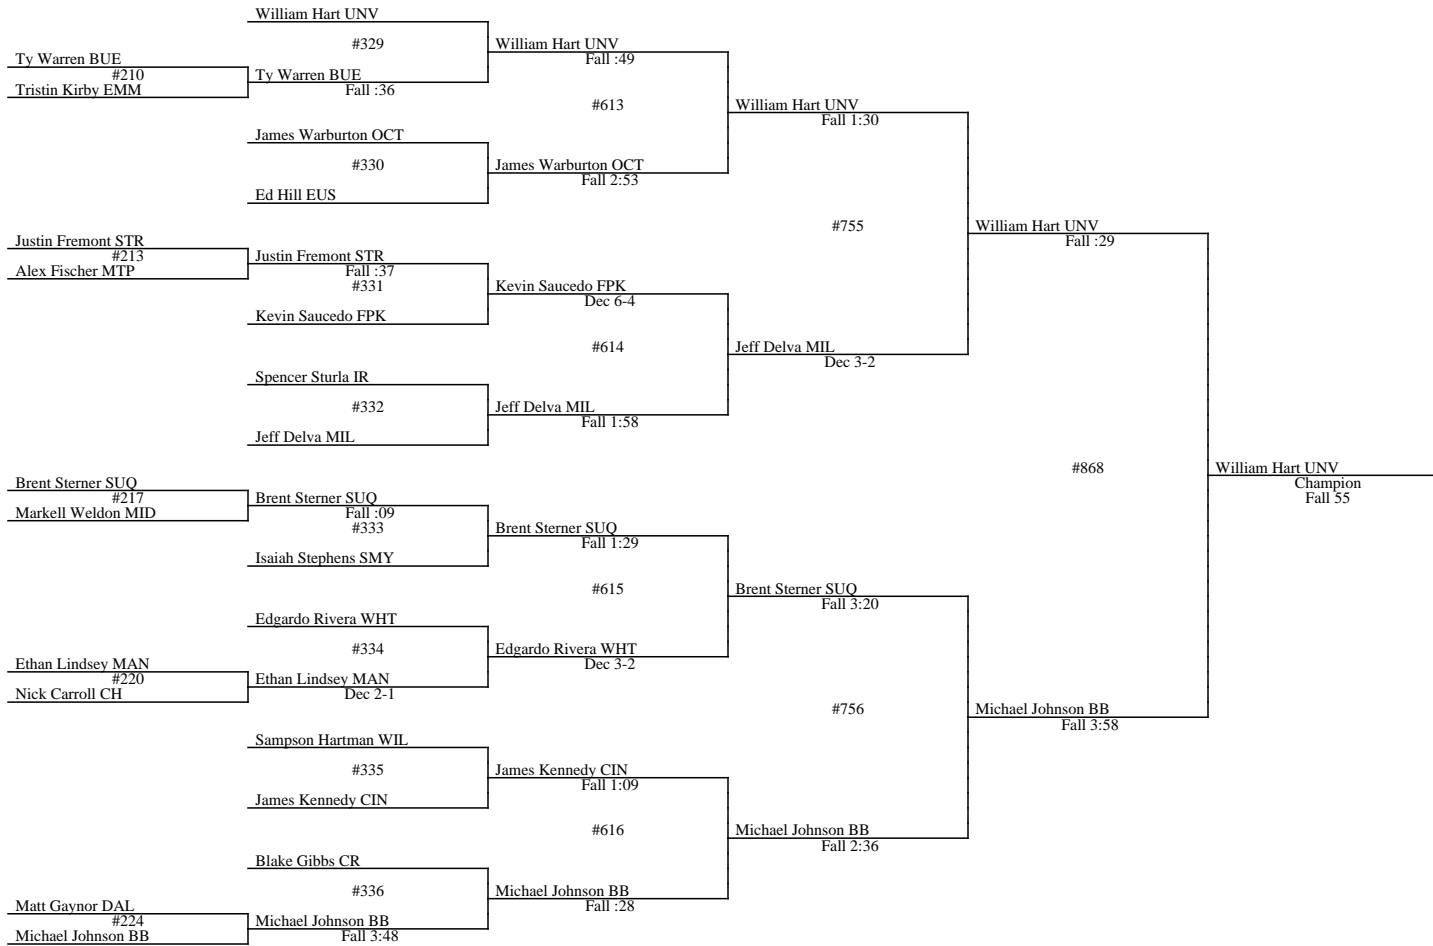 William Hart UNV
#329
William Hart UNV
Ty Warren BUE
Fall :49
#210
Ty Warren BUE
Tristin Kirby EMM
Fall :36
#613
William Hart UNV
Fall 1:30
James Warburton OCT
#330
James Warburton OCT
Fall 2:53
Ed Hill EUS
#755
William Hart UNV
Justin Fremont STR
Fall :29
#213
Justin Fremont STR
Alex Fischer MTP
Fall :37
#331
Kevin Saucedo FPK
Dec 6-4
Kevin Saucedo FPK
#614
Jeff Delva MIL
Dec 3-2
Spencer Sturla IR
#332
Jeff Delva MIL
Fall 1:58
Jeff Delva MIL
#868
William Hart UNV
Brent Sterner SUQ
Champion
#217
Brent Sterner SUQ
Fall 55
Markell Weldon MID
Fall :09
#333
Brent Sterner SUQ
Fall 1:29
Isaiah Stephens SMY
#615
Brent Sterner SUQ
Fall 3:20
Edgardo Rivera WHT
#334
Edgardo Rivera WHT
Ethan Lindsey MAN
Dec 3-2
#220
Ethan Lindsey MAN
Nick Carroll CH
Dec 2-1
#756
Michael Johnson BB
Fall 3:58
Sampson Hartman WIL
#335
James Kennedy CIN
Fall 1:09
James Kennedy CIN
#616
Michael Johnson BB
Fall 2:36
Blake Gibbs CR
#336
Michael Johnson BB
Matt Gaynor DAL
Fall :28
#224
Michael Johnson BB
Michael Johnson BB
Fall 3:48